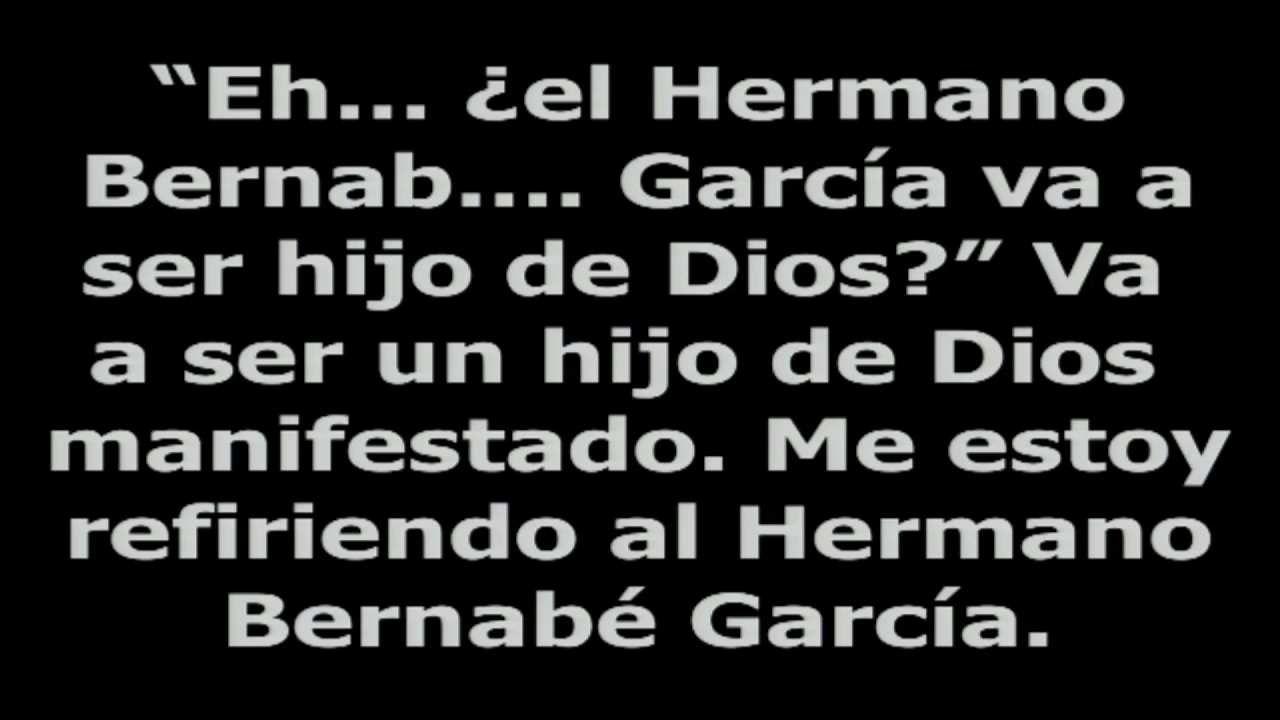 “Eh... ¿el Hermano
Bernab.... García va a
ser hijo de Dios?” Va
a ser un hijo de Dios
manifestado. Me estoy
refiriendo al Hermano
Bernabé García.